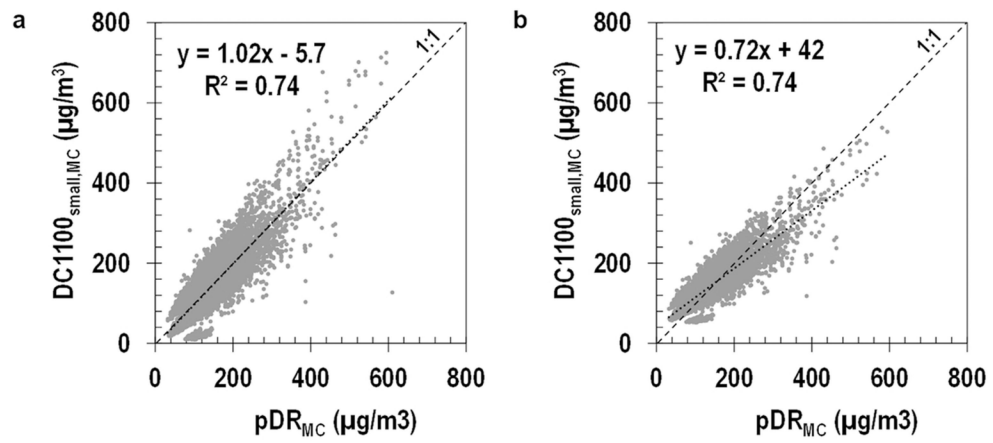 a
800
600
400
200
0
y = 1.02x - 5.7
R² = 0.74
1:1
DC1100small,MC (µg/m³)
0 200 400 600 800
pDRMC (µg/m3)
b
800
600
400
200
0
y = 0.72x + 42
R² = 0.74
1:1
DC1100small,MC (µg/m³)
0 200 400 600 800
pDRMC (µg/m3)